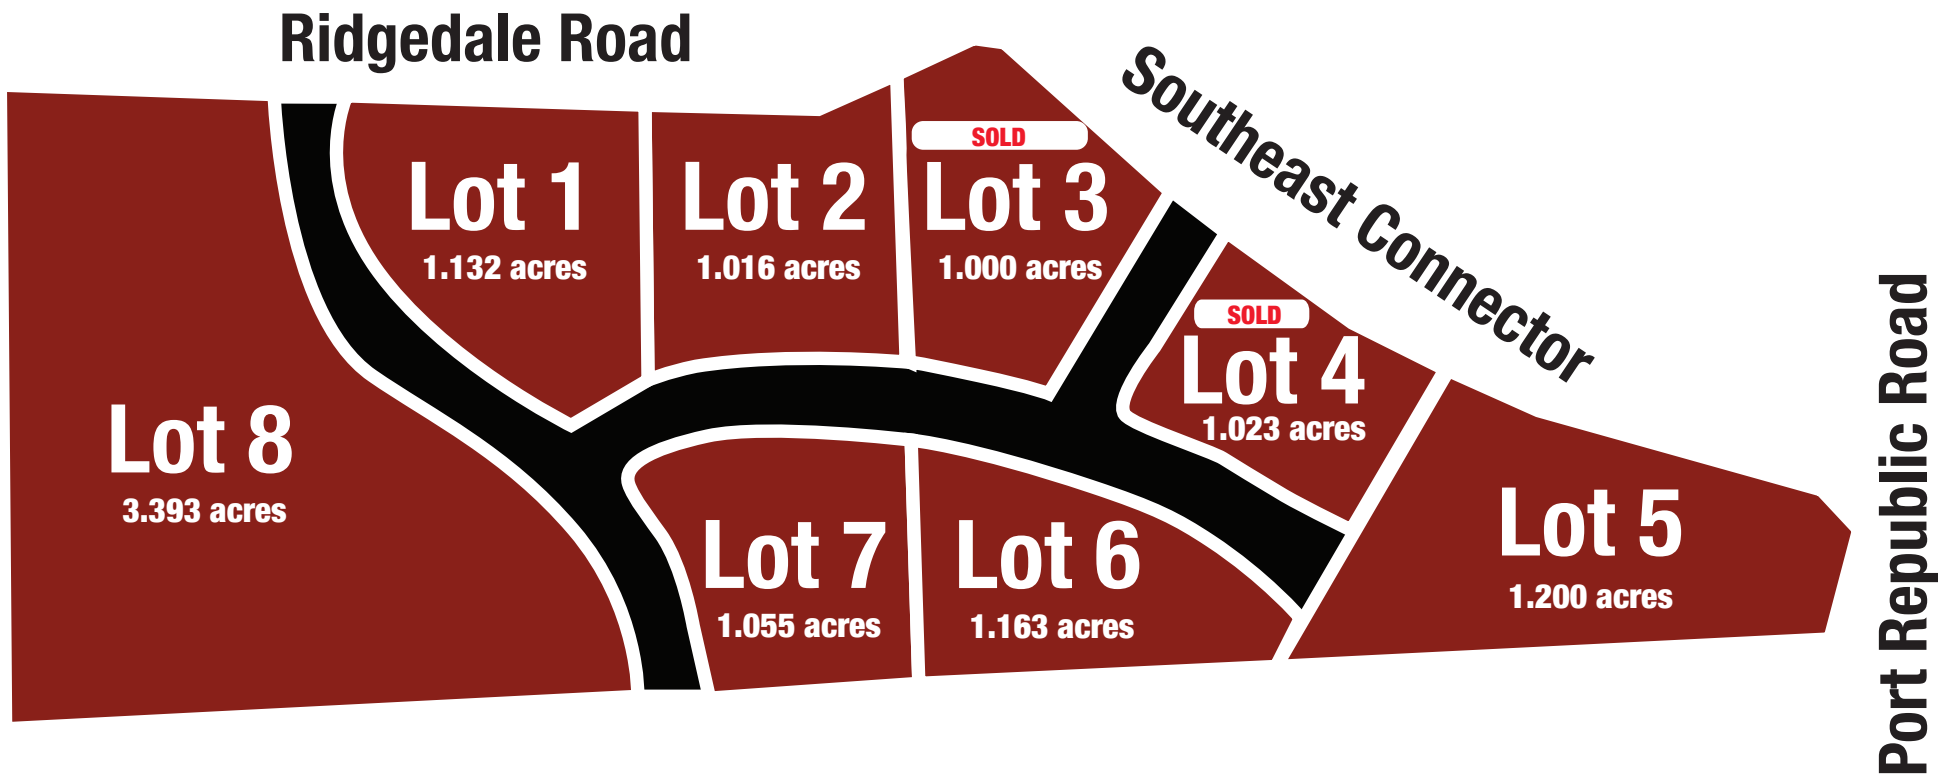 Ridgedale Road
Southeast Connector
Port Republic Road
Lot 1
1.132 acres
Lot 2
1.016 acres
SOLD
Lot 3
1.000 acres
SOLD
Lot 4
1.023 acres
Lot 8
3.393 acres
Lot 7
1.055 acres
Lot 6
1.163 acres
Lot 5
1.200 acres